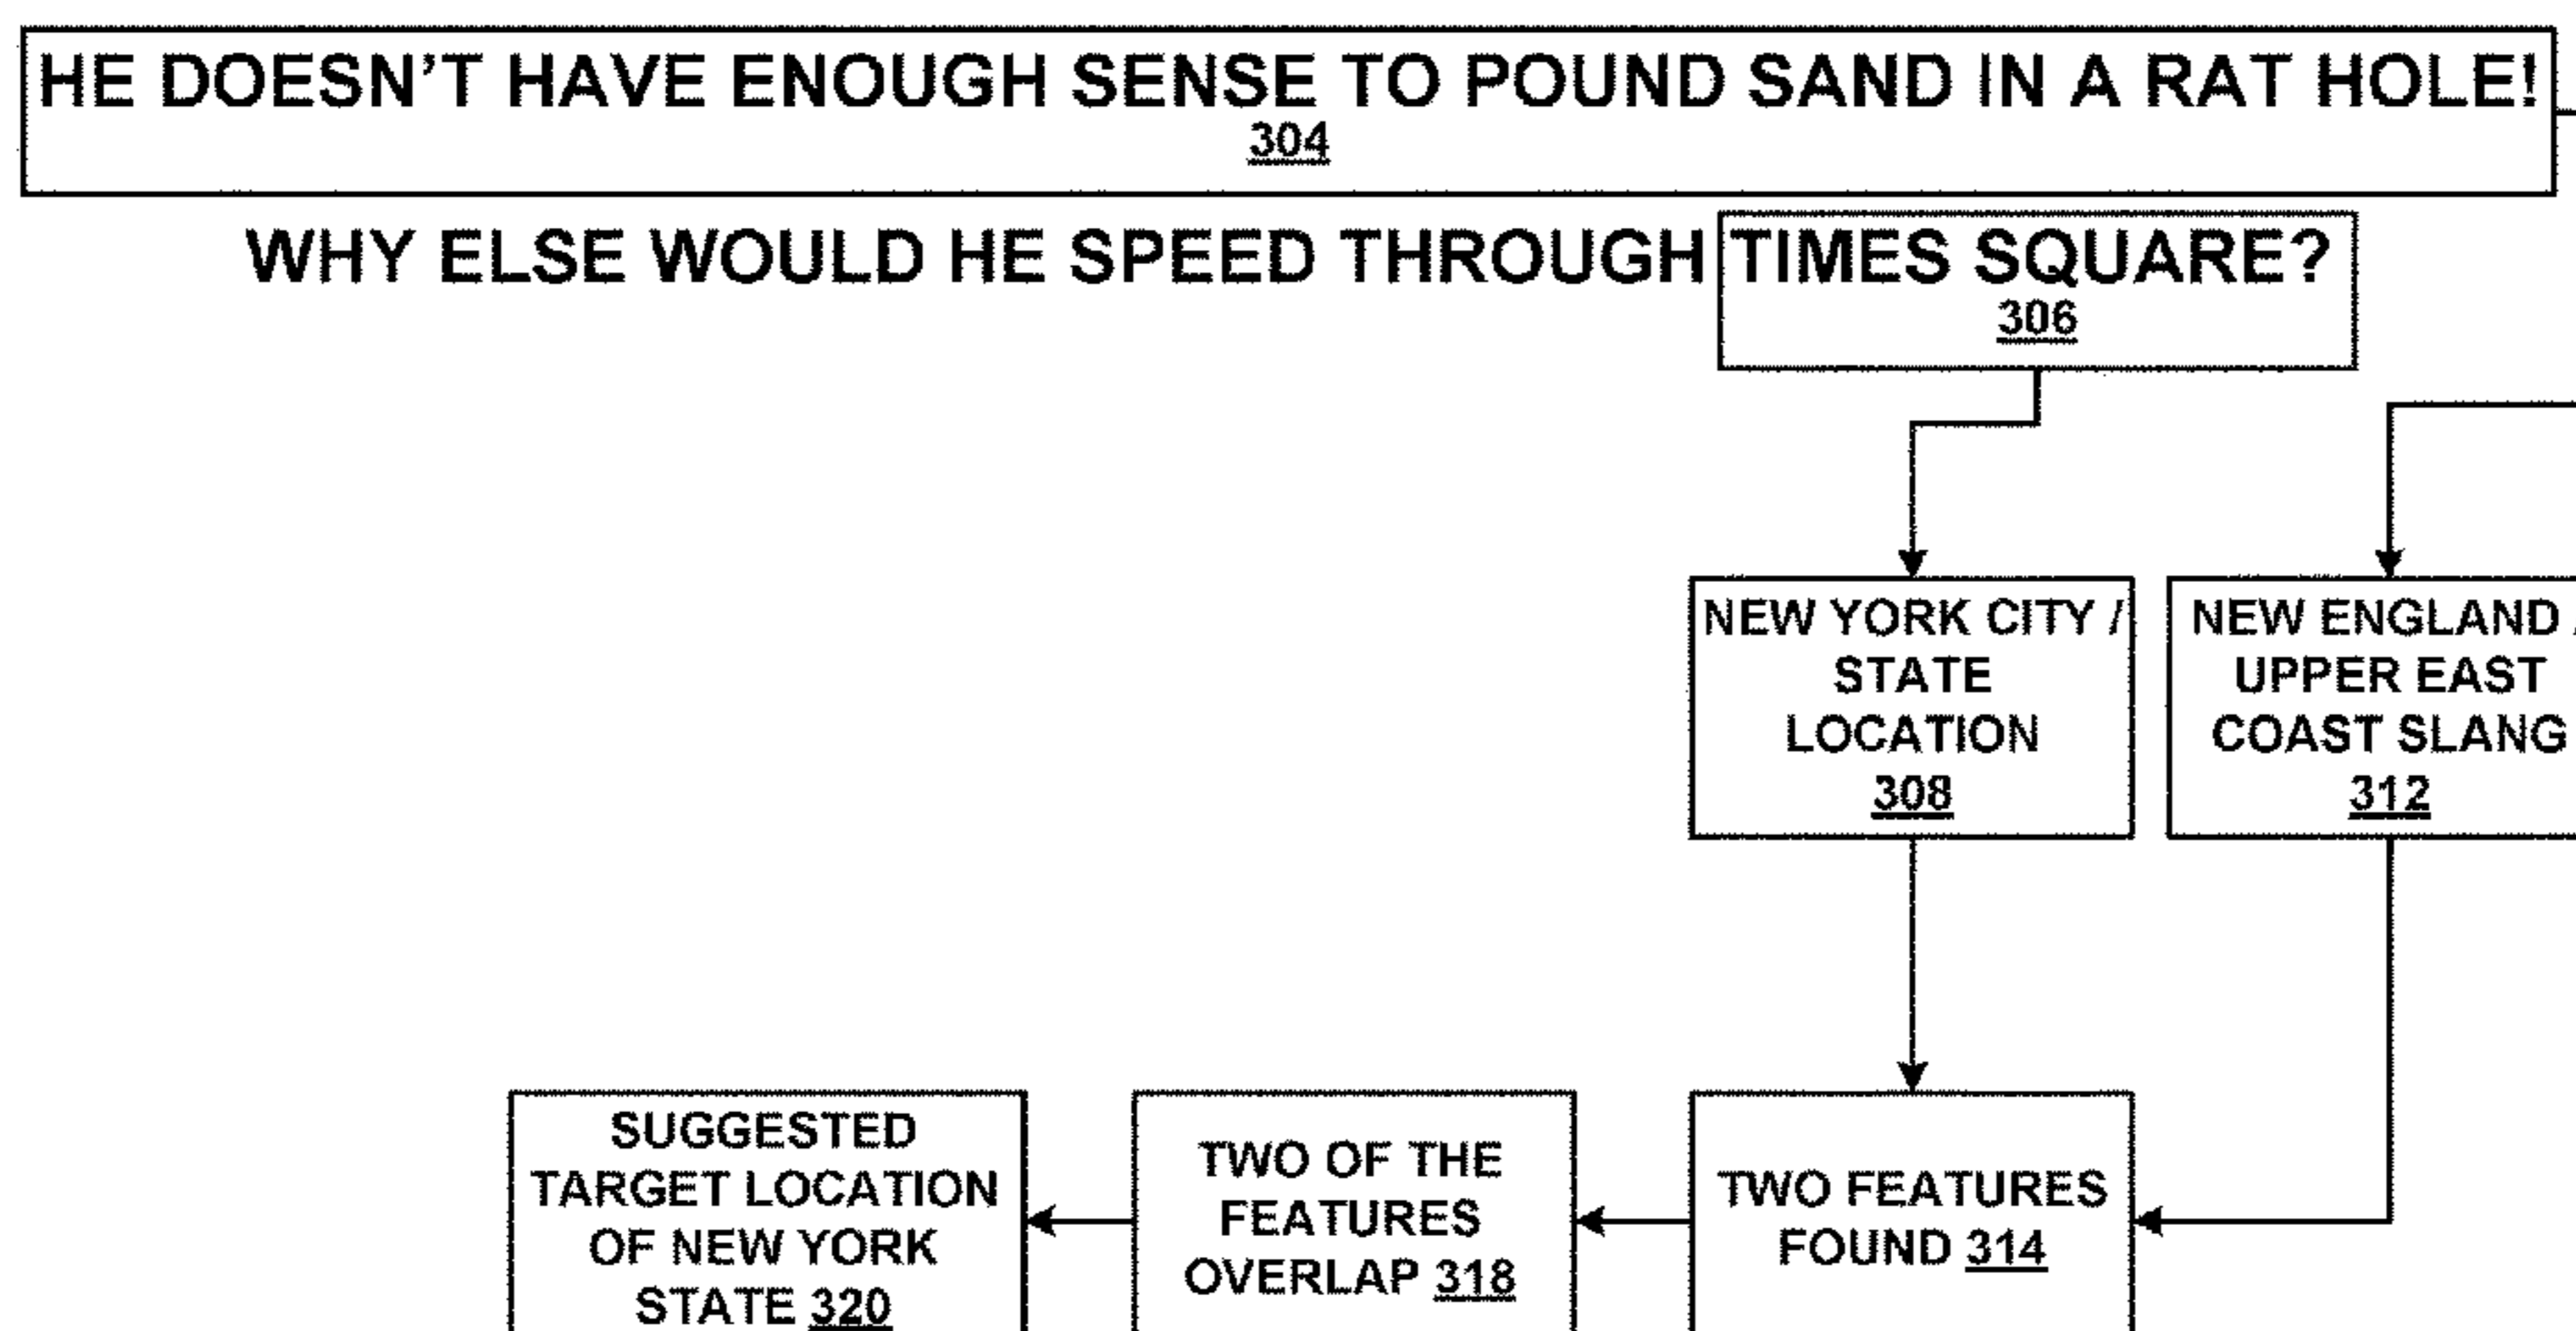 HE DOESN'T HAVE ENOUGH SENSE TO POUND SAND IN A RAT HOLE!
304
WHY ELSE WOULD HE SPEED THROUGH TIMES SQUARE?
306
NEW YORK CITY /
STATE
LOCATION
308
NEW ENGLAND /
UPPER EAST
COAST SLANG
312
SUGGESTED
TARGET LOCATION
OF NEW YORK
STATE 320
TWO OF THE
FEATURES
OVERLAP 318
TWO FEATURES
FOUND 314